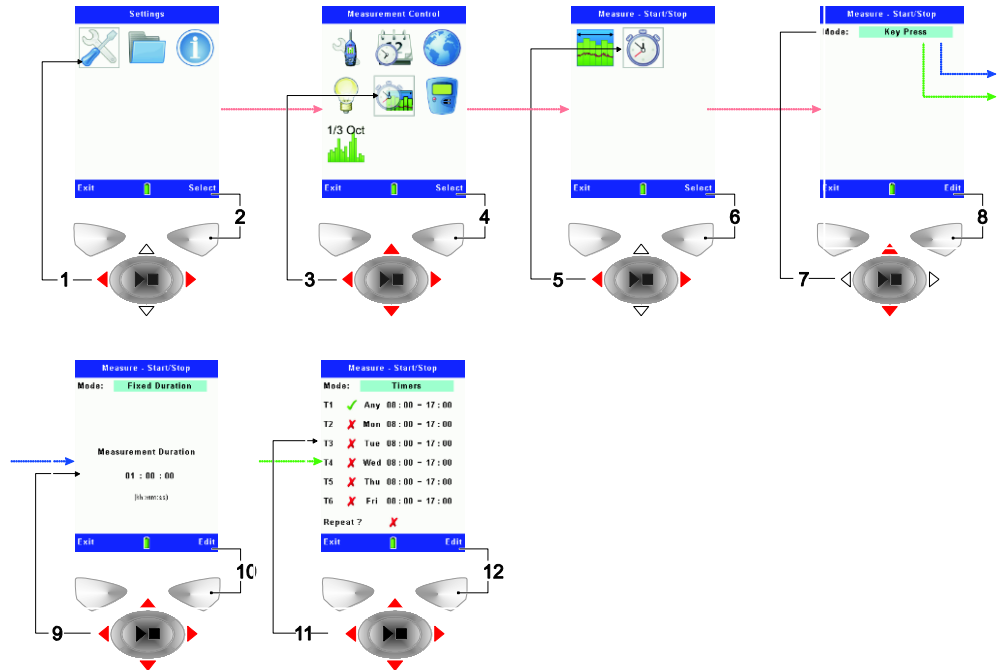 Settings
Exit Select
2
1
Measurement Control
1/3 Oct
Exit Select
4
3
Measure - Start/Stop
Exit Select
6
5
Measure - Start/Stop
Mode: Key Press
Exit Edit
8
7
Measure - Start/Stop
Mode: Fixed Duration
Measurement Duration
01 : 00 : 00
(hh:mm:ss)
Exit Edit
10
9
Measure - Start/Stop
Mode: Timers
T1 Any 08 : 00 - 17 : 00
T2 Mon 08 : 00 - 17 : 00
T3 Tue 08 : 00 - 17 : 00
T4 Wed 08 : 00 - 17 : 00
T5 Thu 08 : 00 - 17 : 00
T6 Fri 08 : 00 - 17 : 00
Repeat ?
Exit Edit
12
11